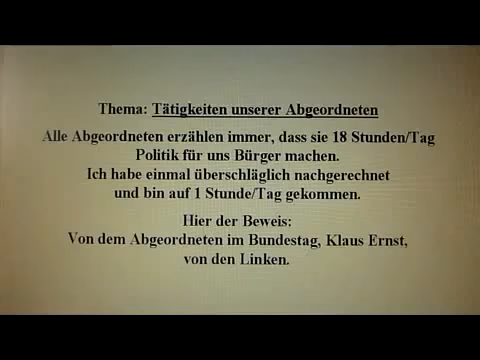 Thema: Tätigkeiten unserer Abgeordneten
Alle Abgeordneten erzählen immer, dass sie 18 Stunden/Tag
Politik für uns Bürger machen.
Ich habe einmal überschläglich nachgerechnet
und bin auf 1 Stunde/Tag gekommen.
Hier der Beweis:
Von dem Abgeordneten im Bundestag, Klaus Ernst,
von den Linken.